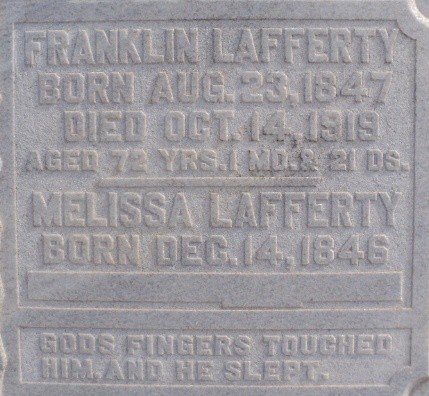 FRANKLIN LAFFERTY
BORN AUG. 23, 1847
DIED OCT. 14, 1919
AGED 72 YRS. 1 MO. & 21 DS.
MELISSA LAFFERTY
BORN DEC. 14, 1846
GODS FINGERS TOUCHED
HIM, AND HE SLEPT.